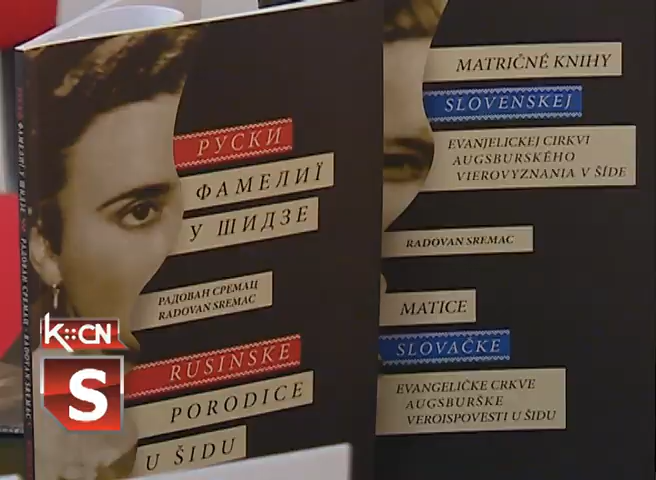 РУСКИ
ФАМЕЛИЇ
У ШИДЗЕ
РАДОВАН СРЕМАЦ
RADOVAN SREMAC
RUSINSKE
PORODICE
U ŠIDU
MATRIČNÉ KNIHY
SLOVENSKEJ
EVANJELICKEJ CIRKVI
AUGSBURSKÉHO
VIEROVYZNANIA V ŠÍDE
RADOVAN SREMAC
MATICE
SLOVAČKE
EVANGELIČKE CRKVE
AUGSBURŠKE
VEROISPOVESTI U ŠIDU
K::CN
S